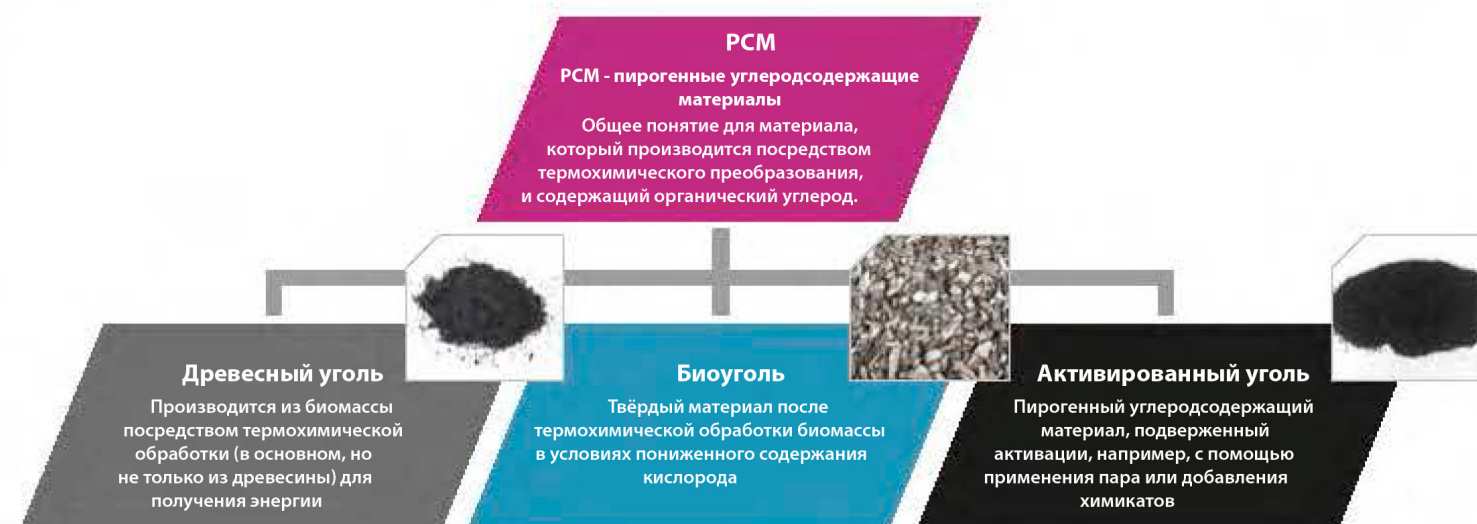 PCM
PCM - пирогенные углеродсодержащие
материалы
Общее понятие для материала,
который производится посредством
термохимического преобразования,
и содержащий органический углерод.
Древесный уголь
Производится из биомассы
посредством термохимической
обработки (в основном, но
не только из древесины) для
получения энергии
Биоуголь
Твёрдый материал после
термохимической обработки биомассы
в условиях пониженного содержания
кислорода
Активированный уголь
Пирогенный углеродсодержащий
материал, подверженный
активации, например, с помощью
применения пара или добавления
химикатов